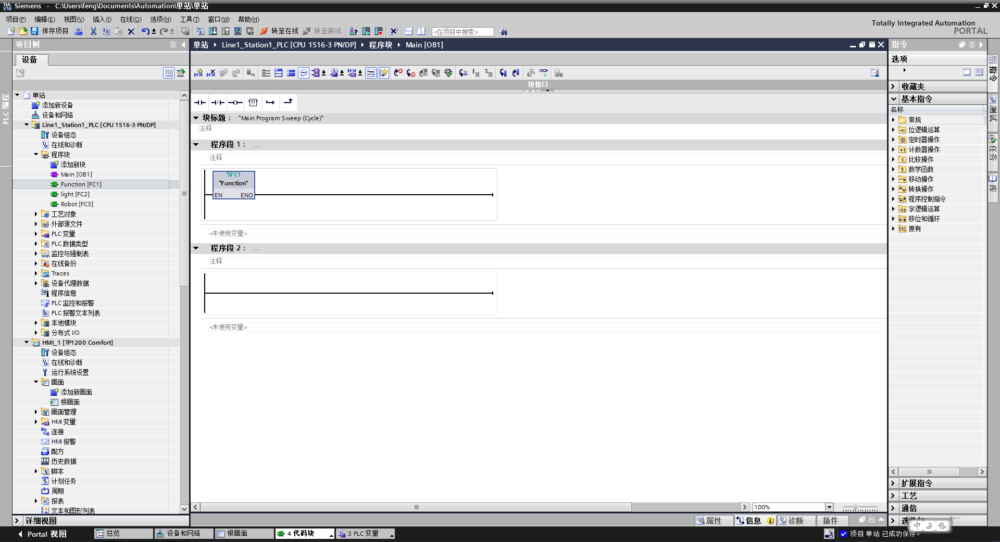 Siemens  -  C:\Users\feng\Documents\Automation\单站\单站
项目(P)  编辑(E)  视图(V)  插入(I)  在线(O)  选项(N)  工具(T)  窗口(W)  帮助(H)
Totally Integrated Automation
PORTAL
保存项目
转至在线
转至离线
<在项目中搜索>
项目树
设备
PLC 编程
单站
添加新设备
设备和网络
Line1_Station1_PLC [CPU 1516-3 PN/DP]
设备组态
在线和诊断
程序块
添加新块
Main [OB1]
Function [FC1]
light [FC2]
Robot [FC3]
工艺对象
外部源文件
PLC 变量
PLC 数据类型
监控与强制表
在线备份
Traces
设备代理数据
程序信息
PLC 监控和报警
PLC 报警文本列表
本地模块
分布式 I/O
HMI_1 [TP1200 Comfort]
设备组态
在线和诊断
运行系统设置
画面
添加新画面
根画面
画面管理
HMI 变量
连接
HMI 报警
配方
历史数据
脚本
计划任务
周期
报表
文本和图形列表
详细视图
单站 Line1_Station1_PLC [CPU 1516-3 PN/DP] 程序块 Main [OB1]
块接口
块标题： "Main Program Sweep (Cycle)"
注释
程序段 1： .....
注释
%FC1
"Function"
EN ENO
<未使用变量>
程序段 2： .....
注释
<未使用变量>
100%
属性
信息
诊断
插件
指令
选项
收藏夹
基本指令
名称
常规
位逻辑运算
定时器操作
计数器操作
比较操作
数学函数
移动操作
转换操作
程序控制指令
字逻辑运算
移位和循环
原有
扩展指令
工艺
通信
指令
测试
任务
库
Portal 视图
总览
设备和网络
根画面
4 代码块
3 PLC 变量
中
项目 单站 已成功保存。